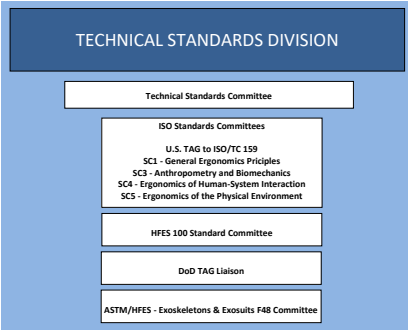 TECHNICAL STANDARDS DIVISION
Technical Standards Committee
ISO Standards Committees
U.S. TAG to ISO/TC 159
SC1 - General Ergonomics Priciples
SC3 - Anthropometry and Biomechanics
SC4 - Ergonomics of Human-System Interaction
SC5 - Ergonomics of the Physical Environment
HFES 100 Standard Committee
DoD TAG Liaison
ASTM/HFES - Exoskeletons & Exosuits F48 Committee